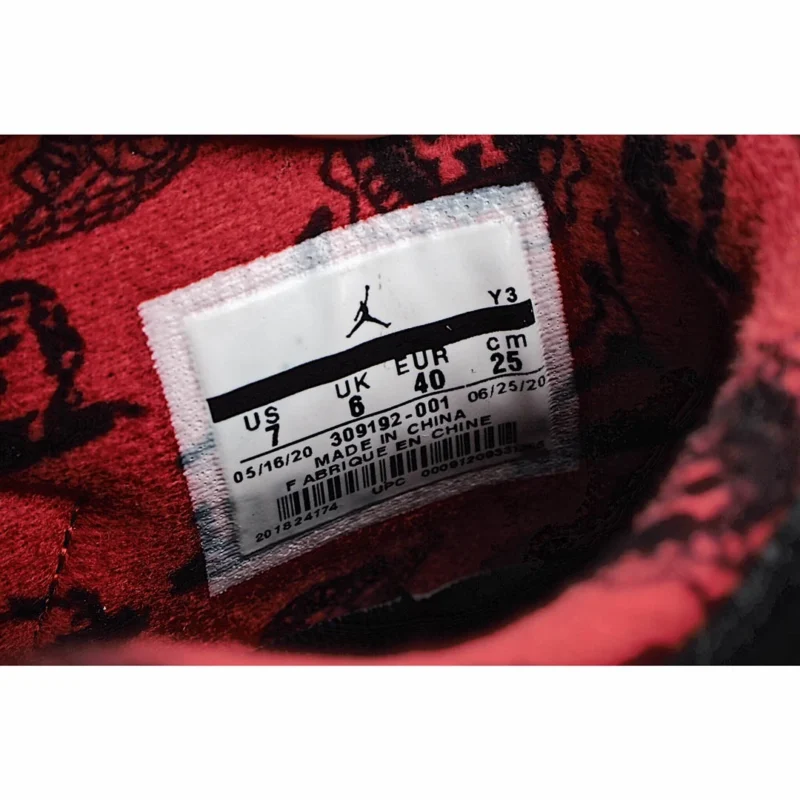 Y3
US UK EUR cm
7 6 40 25
05/16/20 309192-001 06/25/20
MADE IN CHINA
FABRIQUE EN CHINE
201824174 UPC